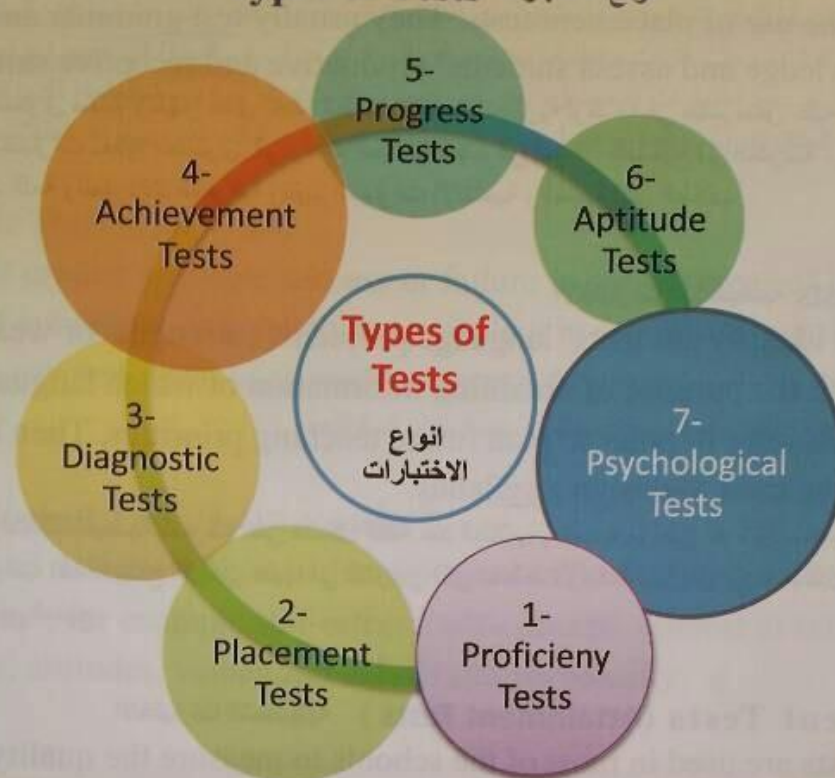 Types of Tests
انواع
الاختبارات
1-
Proficieny
Tests
2-
Placement
Tests
3-
Diagnostic
Tests
4-
Achievement
Tests
5-
Progress
Tests
6-
Aptitude
Tests
7-
Psychological
Tests